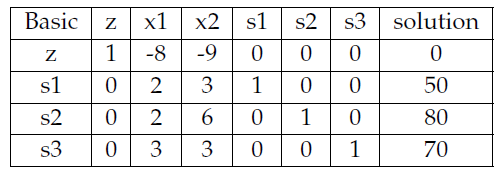 Basic z x1 x2 s1 s2 s3 solution
z 1 -8 -9 0 0 0 0
s1 0 2 3 1 0 0 50
s2 0 2 6 0 1 0 80
s3 0 3 3 0 0 1 70